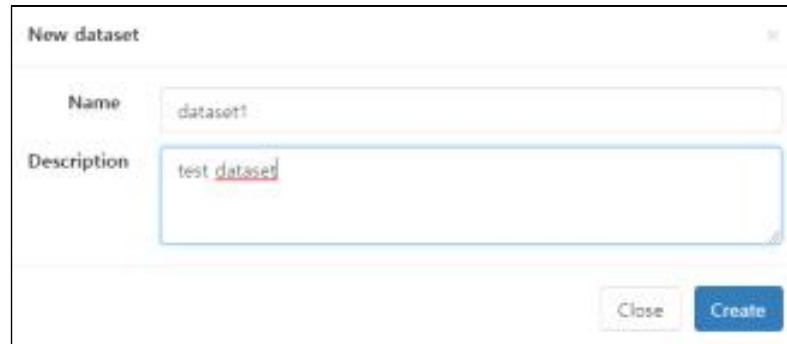 New dataset ×
Name
dataset1
Description
test dataset
Close Create